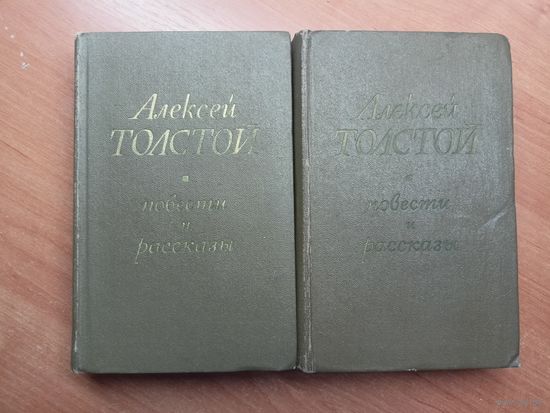 Алексей
ТОЛСТОЙ
повести
и
рассказы
Алексей
ТОЛСТОЙ
повести
и
рассказы